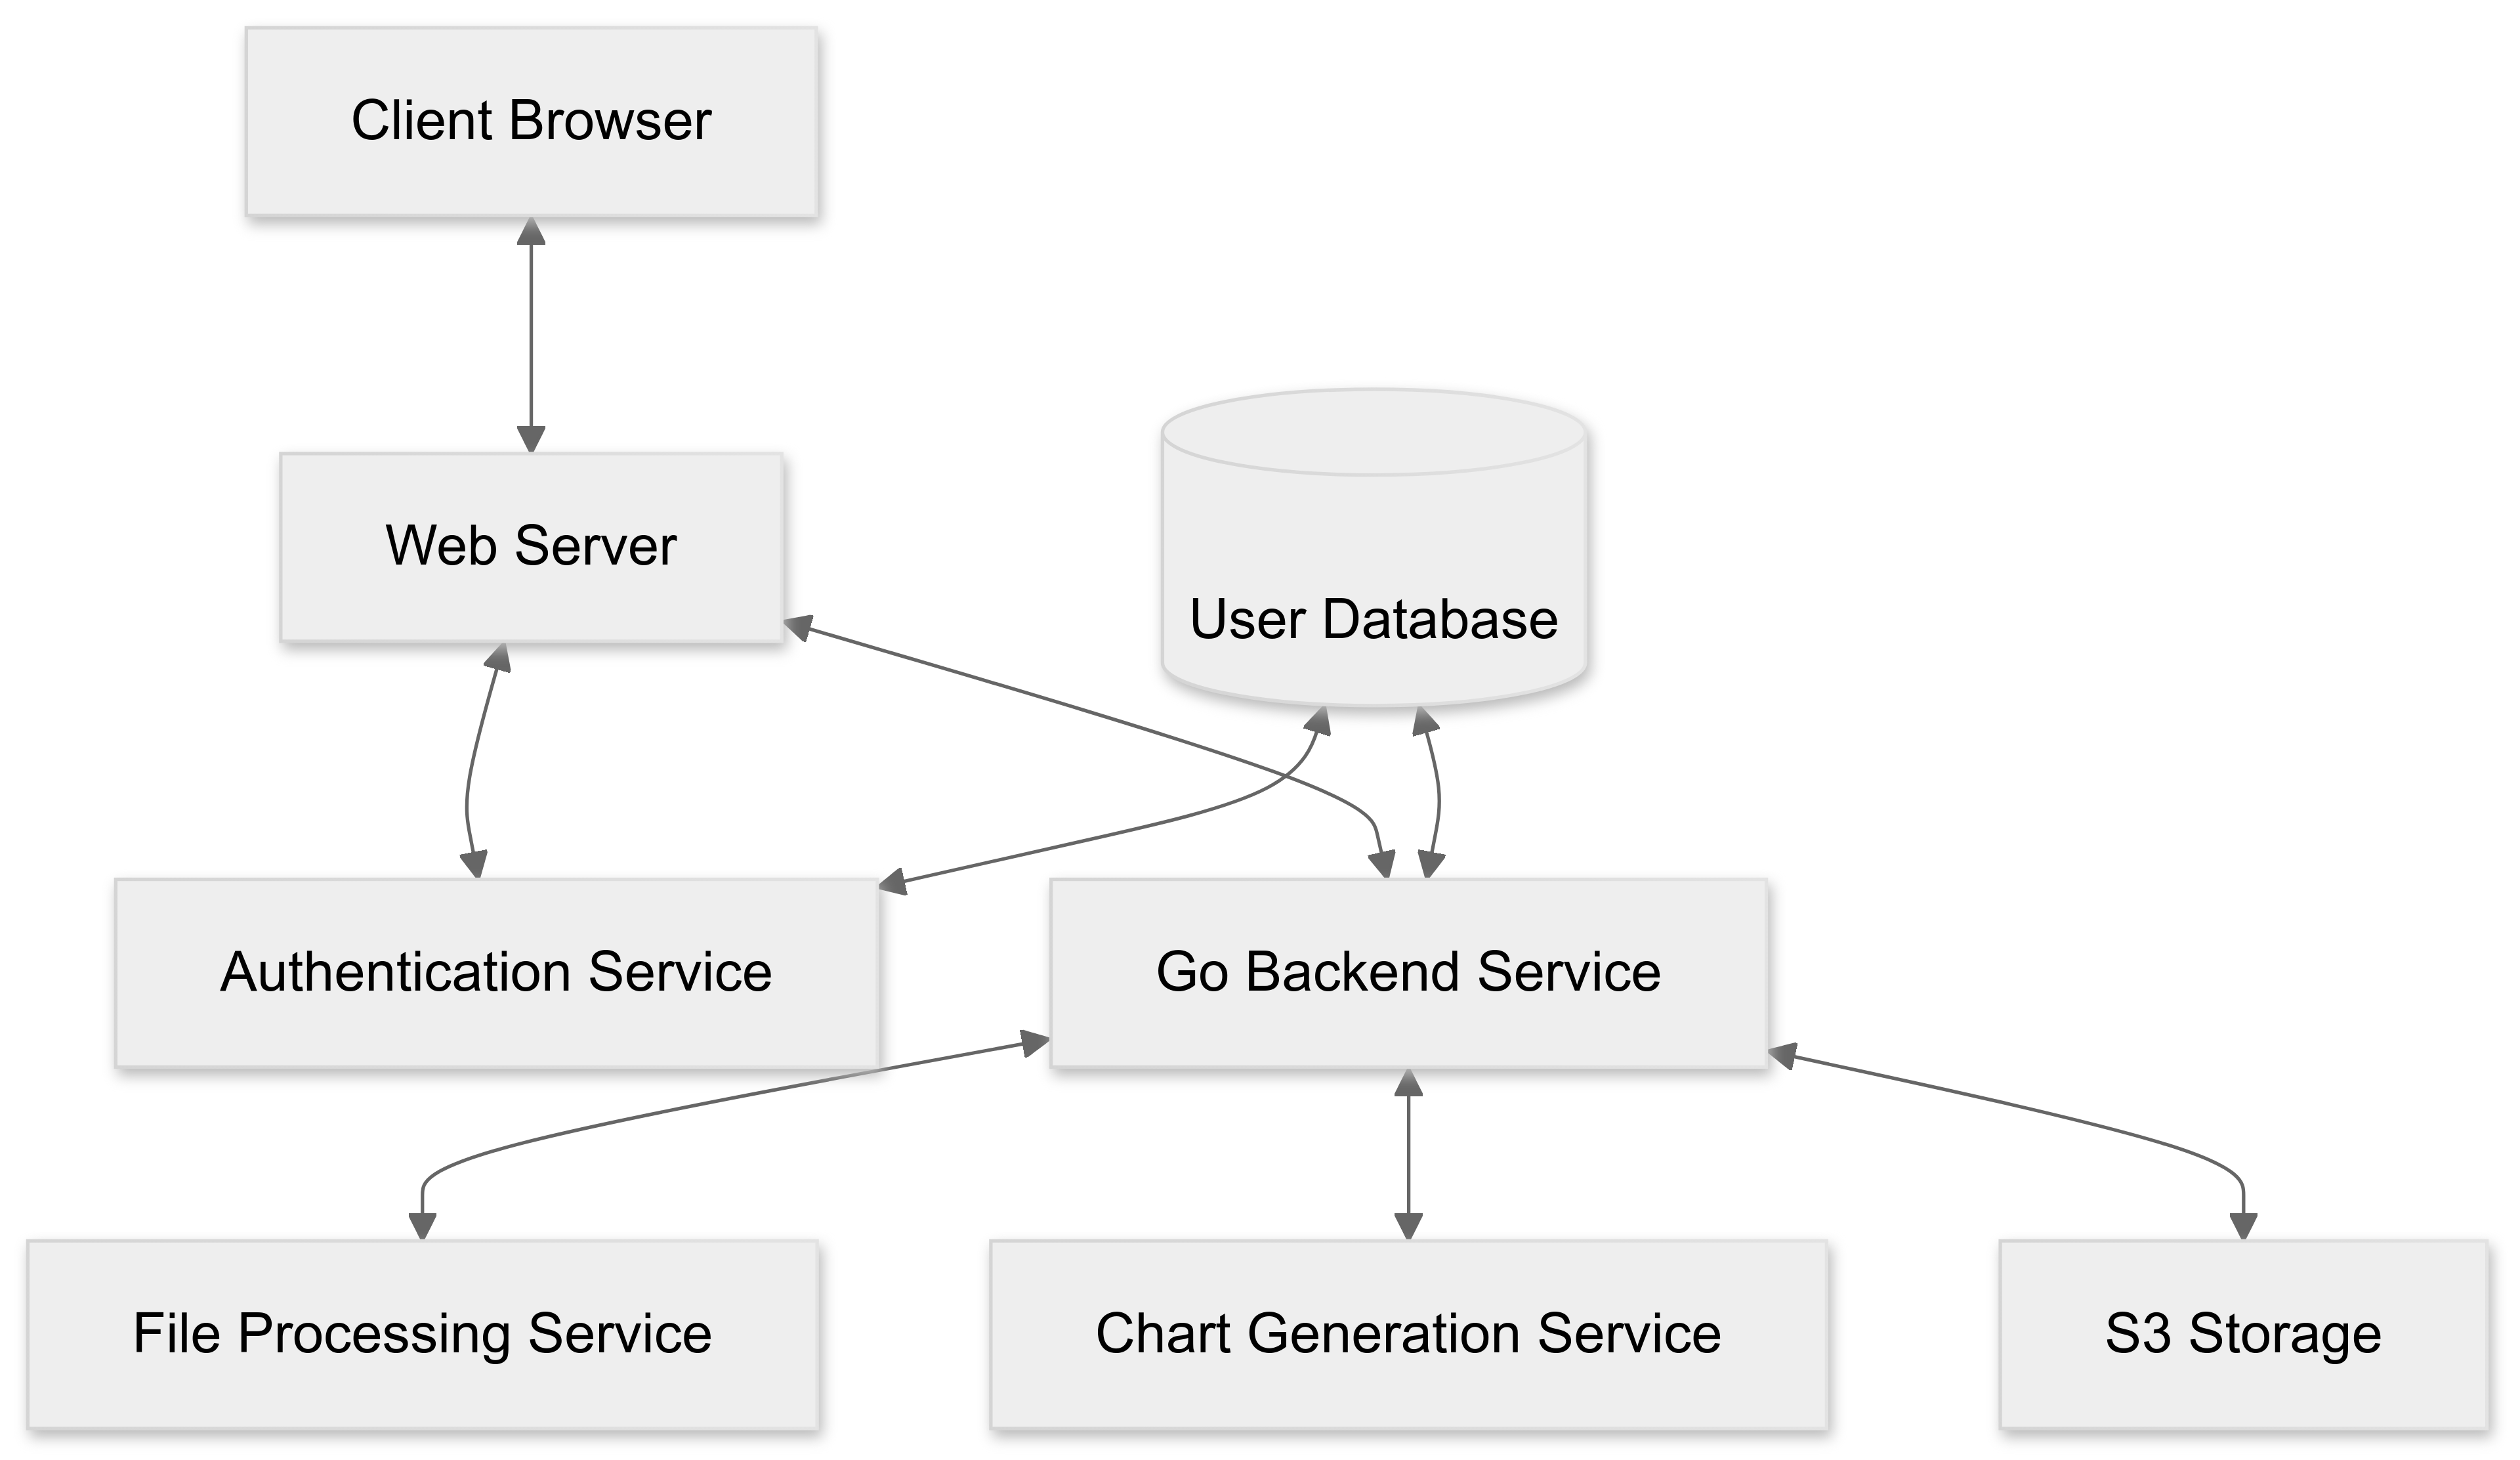 Client Browser
Web Server
User Database
Authentication Service
Go Backend Service
File Processing Service
Chart Generation Service
S3 Storage